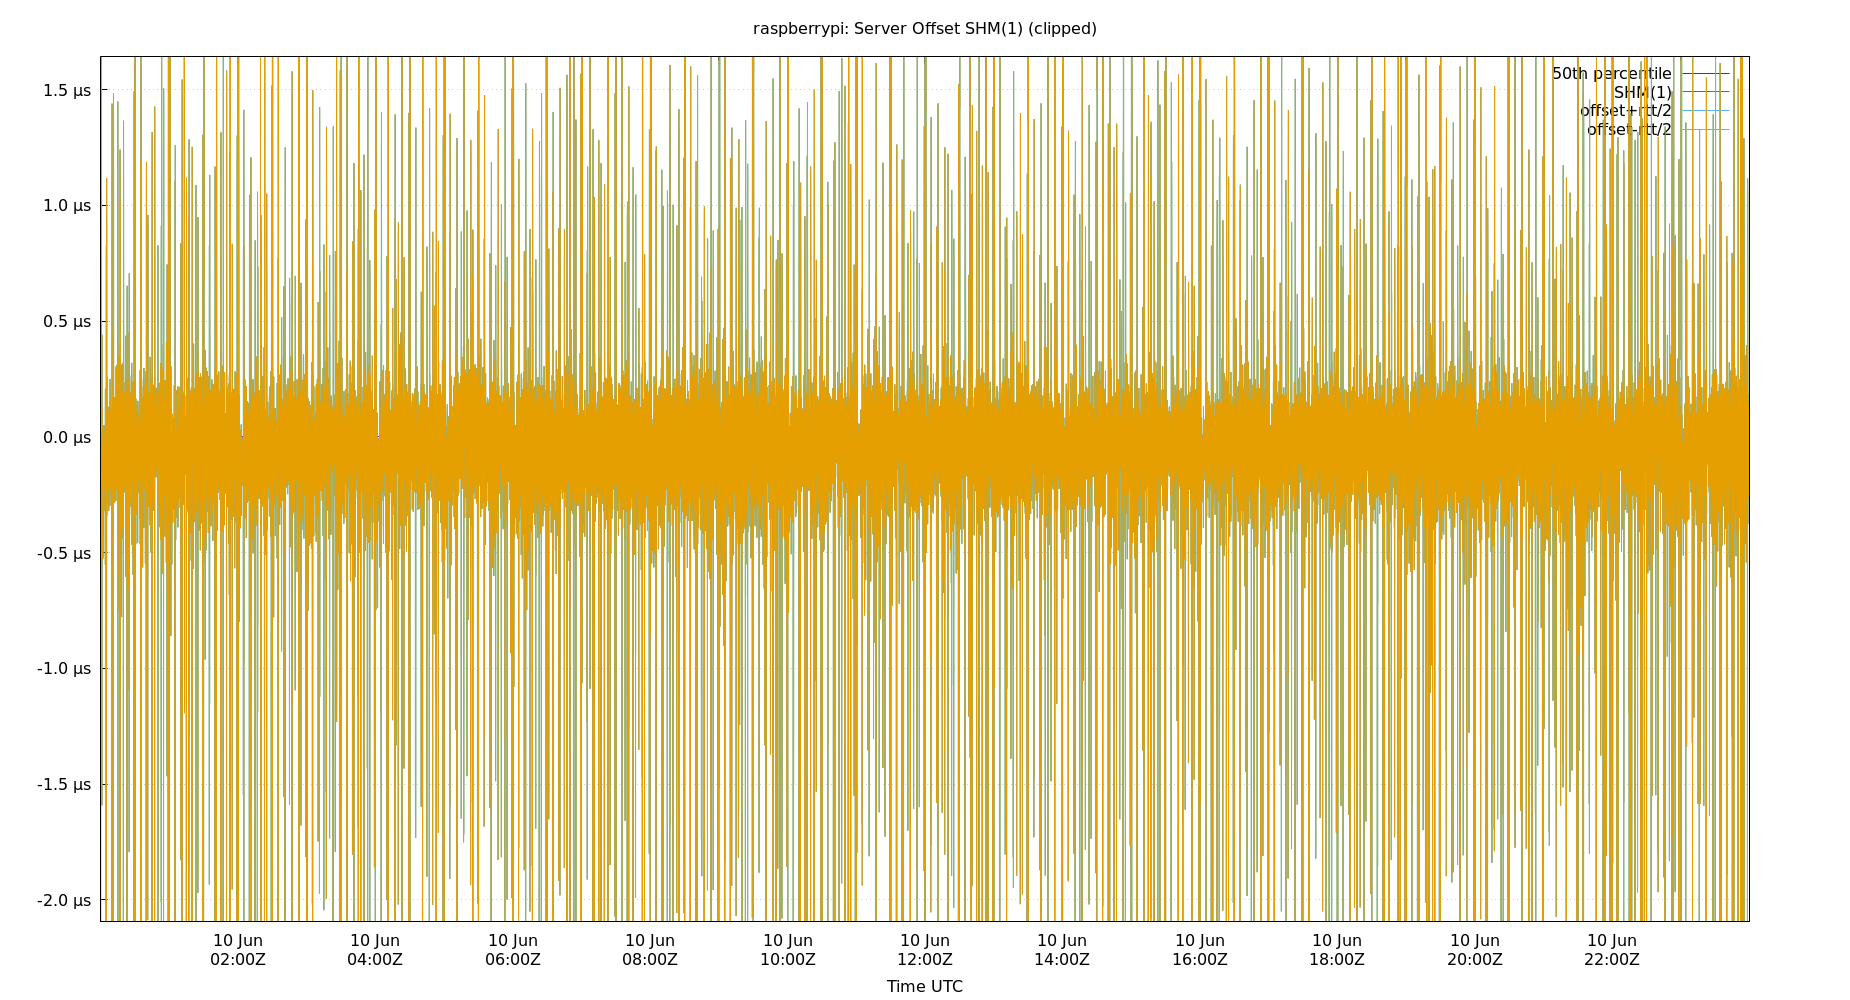 raspberrypi: Server Offset SHM(1) (clipped)
50th percentile
SHM(1)
offset+rtt/2
offset-rtt/2
1.5 µs
1.0 µs
0.5 µs
0.0 µs
-0.5 µs
-1.0 µs
-1.5 µs
-2.0 µs
10 Jun 10 Jun 10 Jun 10 Jun 10 Jun 10 Jun 10 Jun 10 Jun 10 Jun 10 Jun 10 Jun
02:00Z 04:00Z 06:00Z 08:00Z 10:00Z 12:00Z 14:00Z 16:00Z 18:00Z 20:00Z 22:00Z
Time UTC